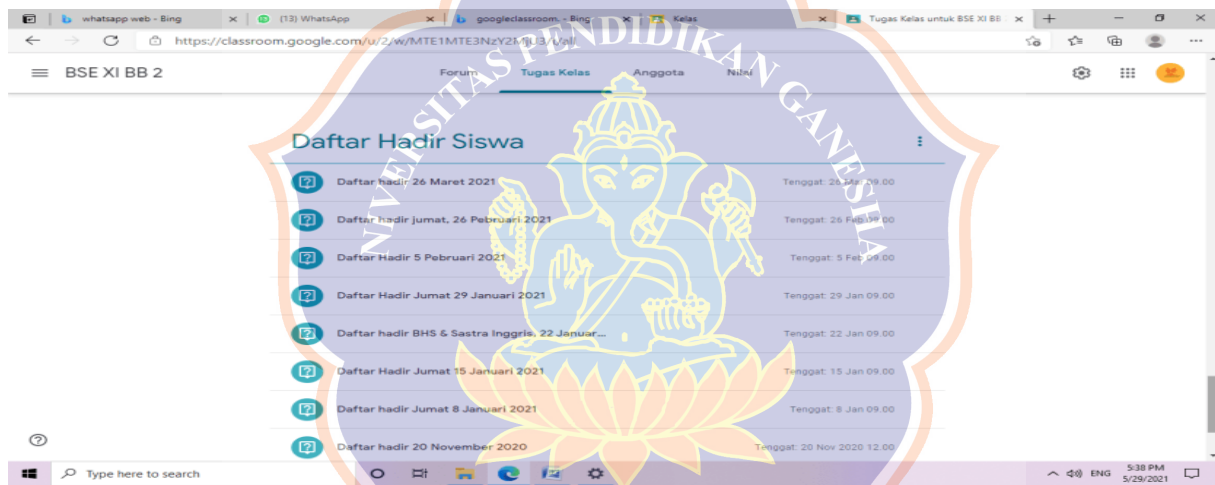 whatsapp web - Bing
(13) WhatsApp
googleclassroom. - Bing
Kelas
Tugas Kelas untuk BSE XI BB
https://classroom.google.com/u/2/w/
BSE XI BB 2
Forum
Tugas Kelas
Anggota
Nilai
UNIVERSITAS PENDIDIKAN GANESHA
Daftar Hadir Siswa
Daftar hadir 26 Maret 2021
Tenggat: 26 Mar 09.00
Daftar hadir jumat, 26 Pebruari 2021
Tenggat: 26 Feb 09.00
Daftar Hadir 5 Pebruari 2021
Tenggat: 5 Feb 09.00
Daftar Hadir Jumat 29 Januari 2021
Tenggat: 29 Jan 09.00
Daftar hadir BHS & Sastra Inggris, 22 Januar...
Tenggat: 22 Jan 09.00
Daftar Hadir Jumat 15 Januari 2021
Tenggat: 15 Jan 09.00
Daftar hadir Jumat 8 Januari 2021
Tenggat: 8 Jan 09.00
Daftar hadir 20 November 2020
Tenggat: 20 Nov 2020 12.00
Type here to search
ENG
5:38 PM
5/29/2021